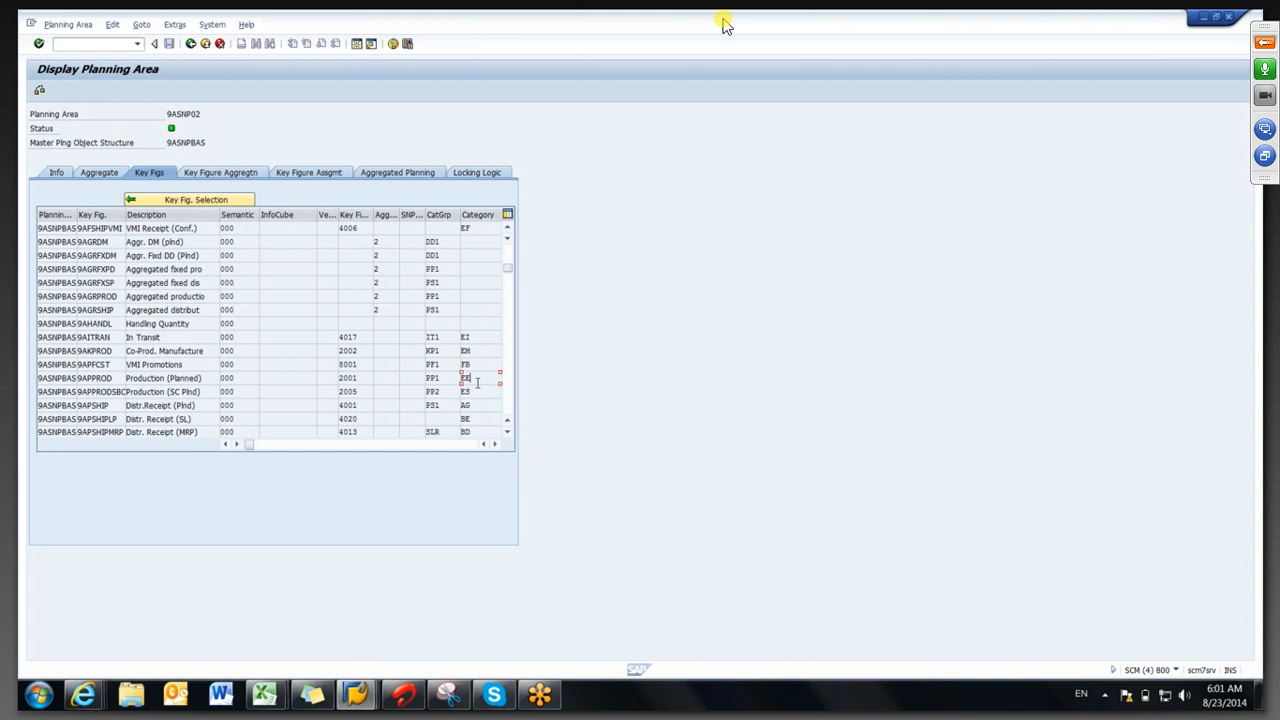 Planning Area Edit Goto Extras System Help
Display Planning Area
Planning Area 9ASNP02
Status
Master Plng Object Structure 9ASNPBAS
Info Aggregate Key Figs Key Figure Aggregtn Key Figure Assgmt Aggregated Planning Locking Logic
Key Fig. Selection
Plannin... Key Fig. Description Semantic InfoCube Ve... Key Fi... Agg... SNP... CatGrp Category
9ASNPBAS 9AFSHIPVMI VMI Receipt (Conf.) 000 4006 EF
9ASNPBAS 9AGRDM Aggr. DM (plnd) 000 2 DD1
9ASNPBAS 9AGRFXDM Aggr. Fixd DD (Plnd) 000 2 DD1
9ASNPBAS 9AGRFXPD Aggregated fixed pro 000 2 PP1
9ASNPBAS 9AGRFXSP Aggregated fixed dis 000 2 PS1
9ASNPBAS 9AGRPROD Aggregated productio 000 2 PP1
9ASNPBAS 9AGRSHIP Aggregated distribut 000 2 PS1
9ASNPBAS 9AHANDL Handling Quantity 000
9ASNPBAS 9AITRAN In Transit 000 4017 IT1 EI
9ASNPBAS 9AKPROD Co-Prod. Manufacture 000 2002 KP1 EM
9ASNPBAS 9APFCST VMI Promotions 000 8001 PF1 FB
9ASNPBAS 9APPROD Production (Planned) 000 2001 PP1 EE
9ASNPBAS 9APPRODSBC Production (SC Plnd) 000 2005 PP2 ES
9ASNPBAS 9APSHIP Distr.Receipt (Plnd) 000 4001 PS1 AG
9ASNPBAS 9APSHIPLP Distr. Receipt (SL) 000 4020 BE
9ASNPBAS 9APSHIPMRP Distr. Receipt (MRP) 000 4013 SLR BD
SAP
SCM (4) 800 scm7srv INS
EN 6:01 AM
8/23/2014